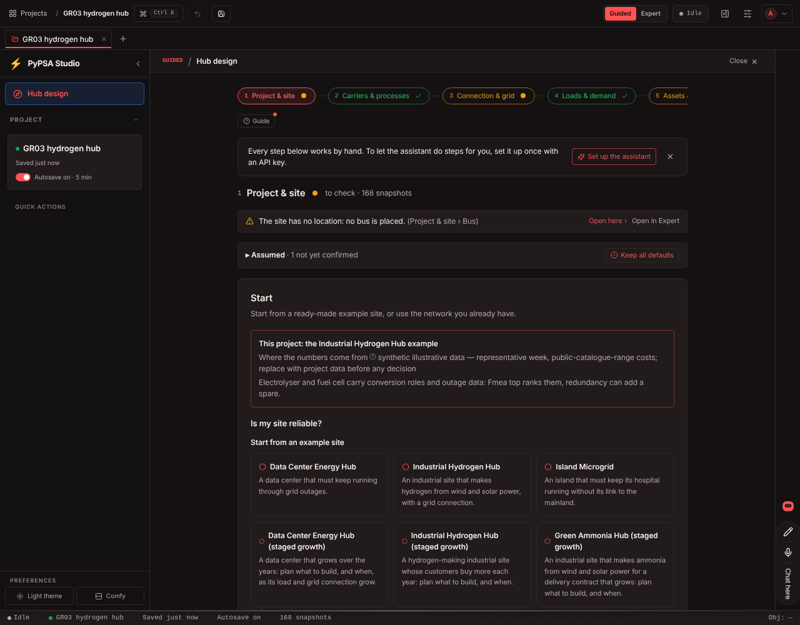 Projects / GR03 hydrogen hub Ctrl K Guided Expert Idle A
GR03 hydrogen hub × +
PyPSA Studio
GUIDED / Hub design Close ×
Hub design
1 Project & site 2 Carriers & processes 3 Connection & grid 4 Loads & demand 5 Assets
PROJECT
Guide
GR03 hydrogen hub
Saved just now
Autosave on · 5 min
QUICK ACTIONS
Every step below works by hand. To let the assistant do steps for you, set it up once with
an API key.
Set up the assistant
1 Project & site to check · 168 snapshots
The site has no location: no bus is placed. (Project & site › Bus) Open here › Open in Expert
▸ Assumed · 1 not yet confirmed Keep all defaults
Start
Start from a ready-made example site, or use the network you already have.
This project: the Industrial Hydrogen Hub example
Where the numbers come from ? synthetic illustrative data — representative week, public-catalogue-range costs;
replace with project data before any decision
Electrolyser and fuel cell carry conversion roles and outage data: Fmea top ranks them, redundancy can add a
spare.
Is my site reliable?
Start from an example site
Data Center Energy Hub
A data center that must keep running
through grid outages.
Industrial Hydrogen Hub
An industrial site that makes
hydrogen from wind and solar power,
with a grid connection.
Island Microgrid
An island that must keep its hospital
running without its link to the
mainland.
Data Center Energy Hub
(staged growth)
A data center that grows over the
years: plan what to build, and when,
as its load and grid connection grow.
Industrial Hydrogen Hub
(staged growth)
A hydrogen-making industrial site
whose customers buy more each
year: plan what to build, and when.
Green Ammonia Hub (staged
growth)
An industrial site that makes ammonia
from wind and solar power for a
delivery contract that grows: plan
what to build, and when.
Chat here
PREFERENCES
Light theme Comfy
Idle GR03 hydrogen hub Saved just now Autosave on 168 snapshots Obj: —